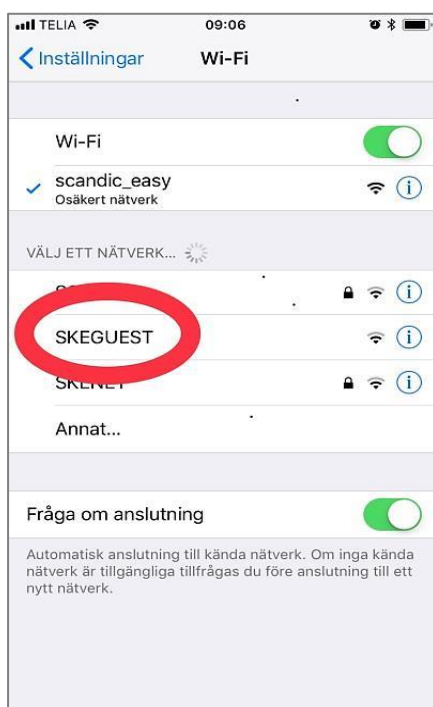 TELIA 09:06
Inställningar Wi-Fi
Wi-Fi
scandic_easy
Osäkert nätverk
VÄLJ ETT NÄTVERK...
SKEGUEST
Annat...
Fråga om anslutning
Automatisk anslutning till kända nätverk. Om inga kända
nätverk är tillgängliga tillfrågas du före anslutning till ett
nytt nätverk.